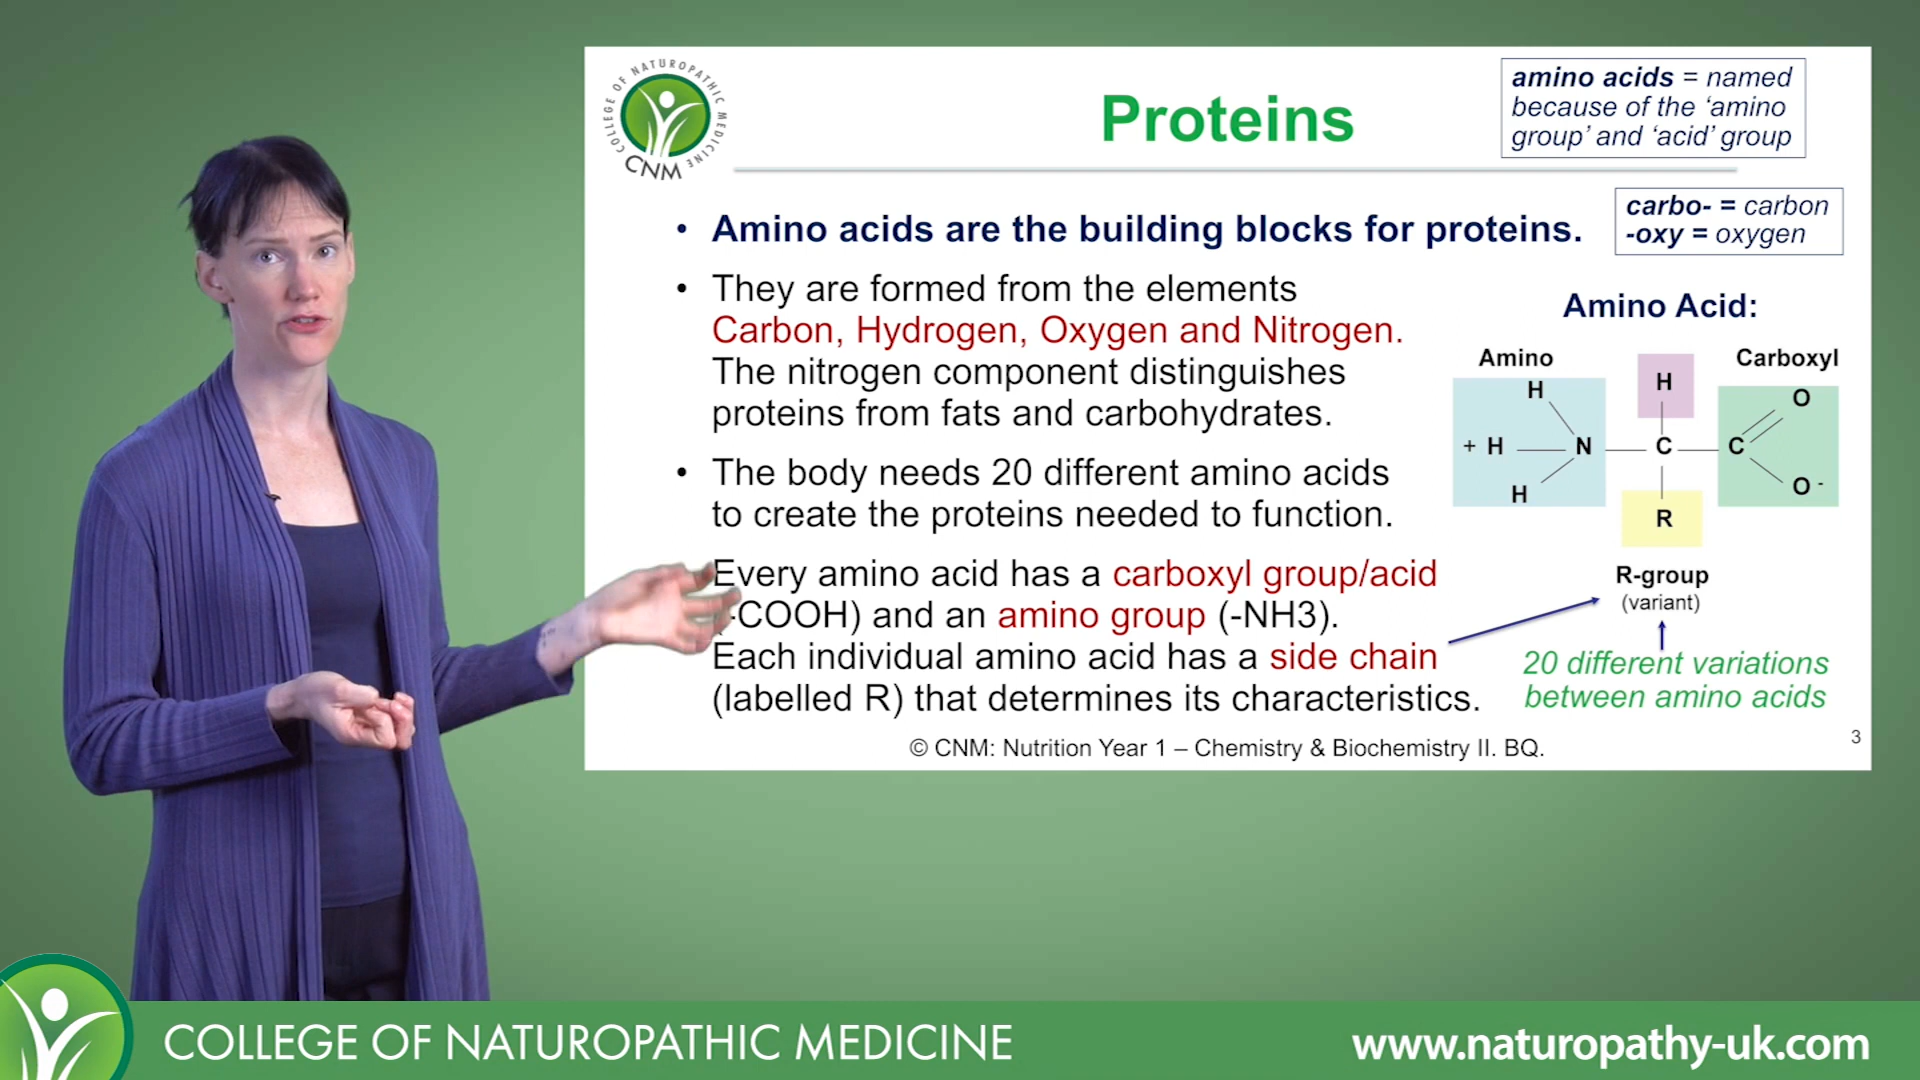 COLLEGE OF NATUROPATHIC MEDICINE
CNM
Proteins
amino acids = named
because of the ‘amino
group’ and ‘acid’ group
carbo- = carbon
-oxy = oxygen
• Amino acids are the building blocks for proteins.
• They are formed from the elements
Carbon, Hydrogen, Oxygen and Nitrogen.
The nitrogen component distinguishes
proteins from fats and carbohydrates.
• The body needs 20 different amino acids
to create the proteins needed to function.
Every amino acid has a carboxyl group/acid
-COOH) and an amino group (-NH3).
Each individual amino acid has a side chain
(labelled R) that determines its characteristics.
Amino Acid:
Amino
Carboxyl
H
H
O
+ H
N
C
C
H
O -
R
R-group
(variant)
20 different variations
between amino acids
© CNM: Nutrition Year 1 – Chemistry & Biochemistry II. BQ.
3
COLLEGE OF NATUROPATHIC MEDICINE
www.naturopathy-uk.com